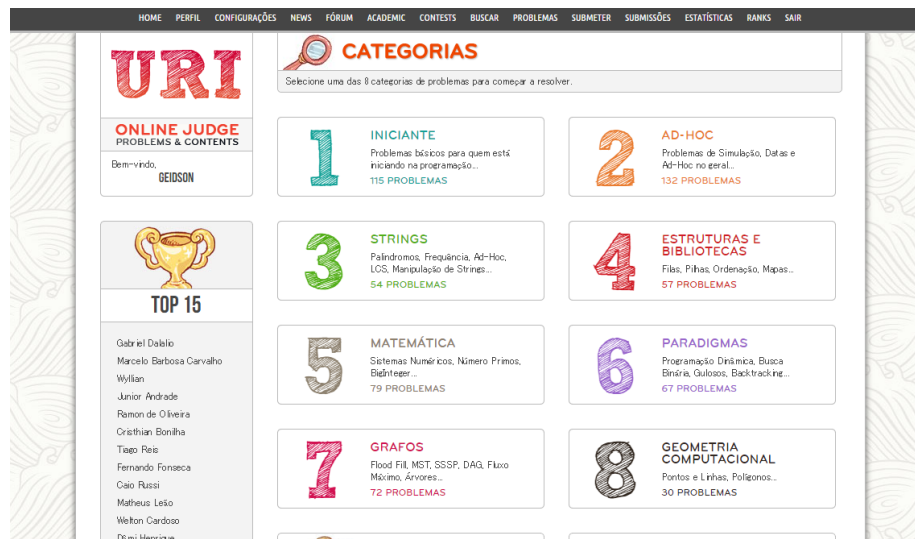 HOME PERFIL CONFIGURAÇÕES NEWS FÓRUM ACADEMIC CONTESTS BUSCAR PROBLEMAS SUBMETER SUBMISSÕES ESTATÍSTICAS RANKS SAIR
URI
ONLINE JUDGE
PROBLEMS & CONTENTS
Bem-vindo,
GEIDSON
TOP 15
Gabriel Dalalio
Marcelo Barbosa Carvalho
Wyllian
Junior Andrade
Ramon de Oliveira
Cristhian Bonilha
Tiago Reis
Fernando Fonseca
Caio Russi
Matheus Leão
Welton Cardoso
CATEGORIAS
Selecione uma das 8 categorias de problemas para começar a resolver.
1
INICIANTE
Problemas básicos para quem está
iniciando na programação...
115 PROBLEMAS
2
AD-HOC
Problemas de Simulação, Datas e
Ad-Hoc no geral...
132 PROBLEMAS
3
STRINGS
Palindromos, Frequência, Ad-Hoc,
LCS, Manipulação de Strings...
54 PROBLEMAS
4
ESTRUTURAS E
BIBLIOTECAS
Filas, Pilhas, Ordenação, Mapas...
57 PROBLEMAS
5
MATEMÁTICA
Sistemas Numéricos, Número Primos,
BigInteger...
79 PROBLEMAS
6
PARADIGMAS
Programação Dinâmica, Busca
Binária, Gulosos, Backtracking...
67 PROBLEMAS
7
GRAFOS
Flood Fill, MST, SSSP, DAG, Fluxo
Máximo, Árvores...
72 PROBLEMAS
8
GEOMETRIA
COMPUTACIONAL
Pontos e Linhas, Polígonos...
30 PROBLEMAS